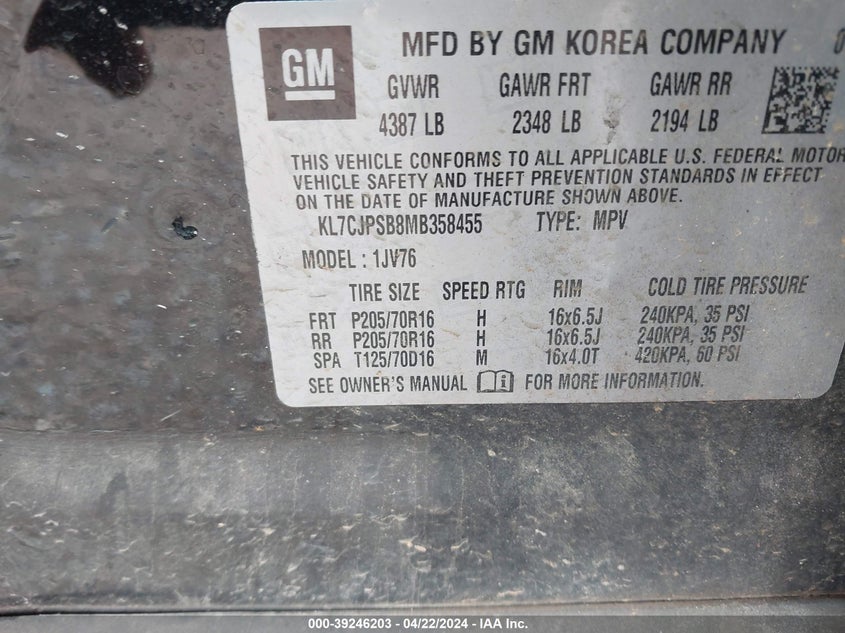 GM
MFD BY GM KOREA COMPANY 0
GVWR GAWR FRT GAWR RR
4387 LB 2348 LB 2194 LB
THIS VEHICLE CONFORMS TO ALL APPLICABLE U.S. FEDERAL MOTOR
VEHICLE SAFETY AND THEFT PREVENTION STANDARDS IN EFFECT
ON THE DATE OF MANUFACTURE SHOWN ABOVE.
KL7CJPSB8MB358455 TYPE: MPV
MODEL : 1JV76
TIRE SIZE SPEED RTG RIM COLD TIRE PRESSURE
FRT P205/70R16 H 16x6.5J 240KPA, 35 PSI
RR P205/70R16 H 16x6.5J 240KPA, 35 PSI
SPA T125/70D16 M 16x4.0T 420KPA, 60 PSI
SEE OWNER'S MANUAL i FOR MORE INFORMATION.
000-39246203 - 04/22/2024 - IAA Inc.